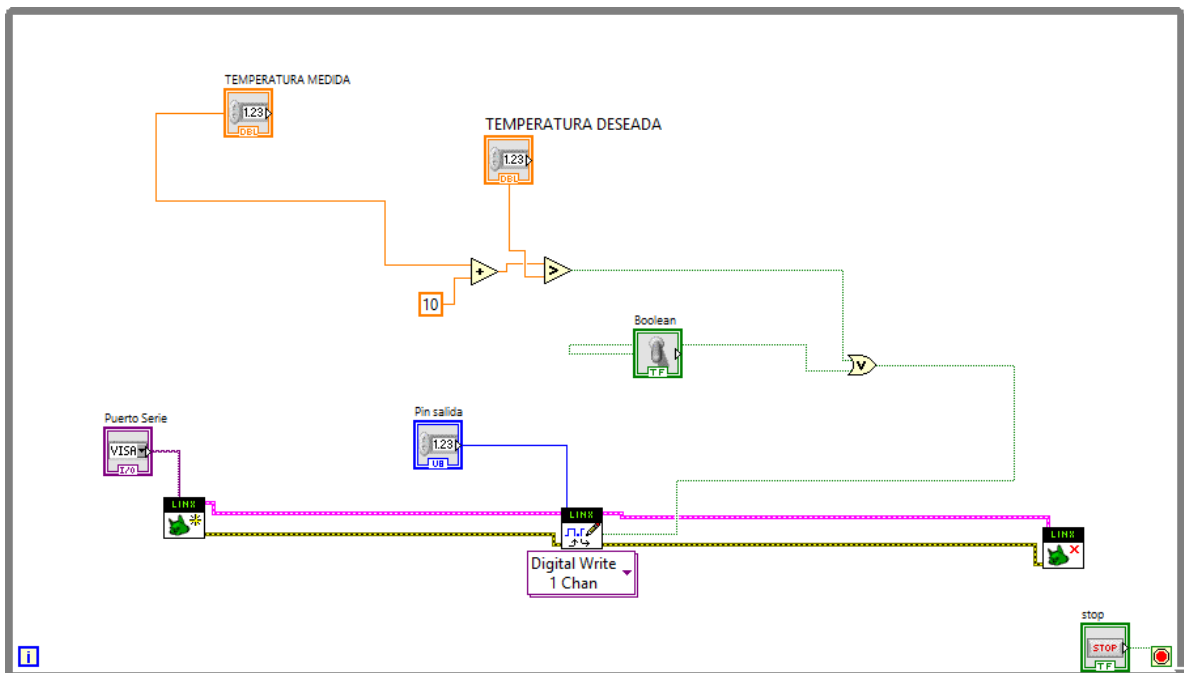 TEMPERATURA MEDIDA
1.23
DBL
TEMPERATURA DESEADA
1.23
DBL
+
>
10
Boolean
TF
V
Puerto Serie
VISA
I/O
Pin salida
1.23
U8
LINX
LINX
LINX
Digital Write
1 Chan
stop
STOP
TF
i